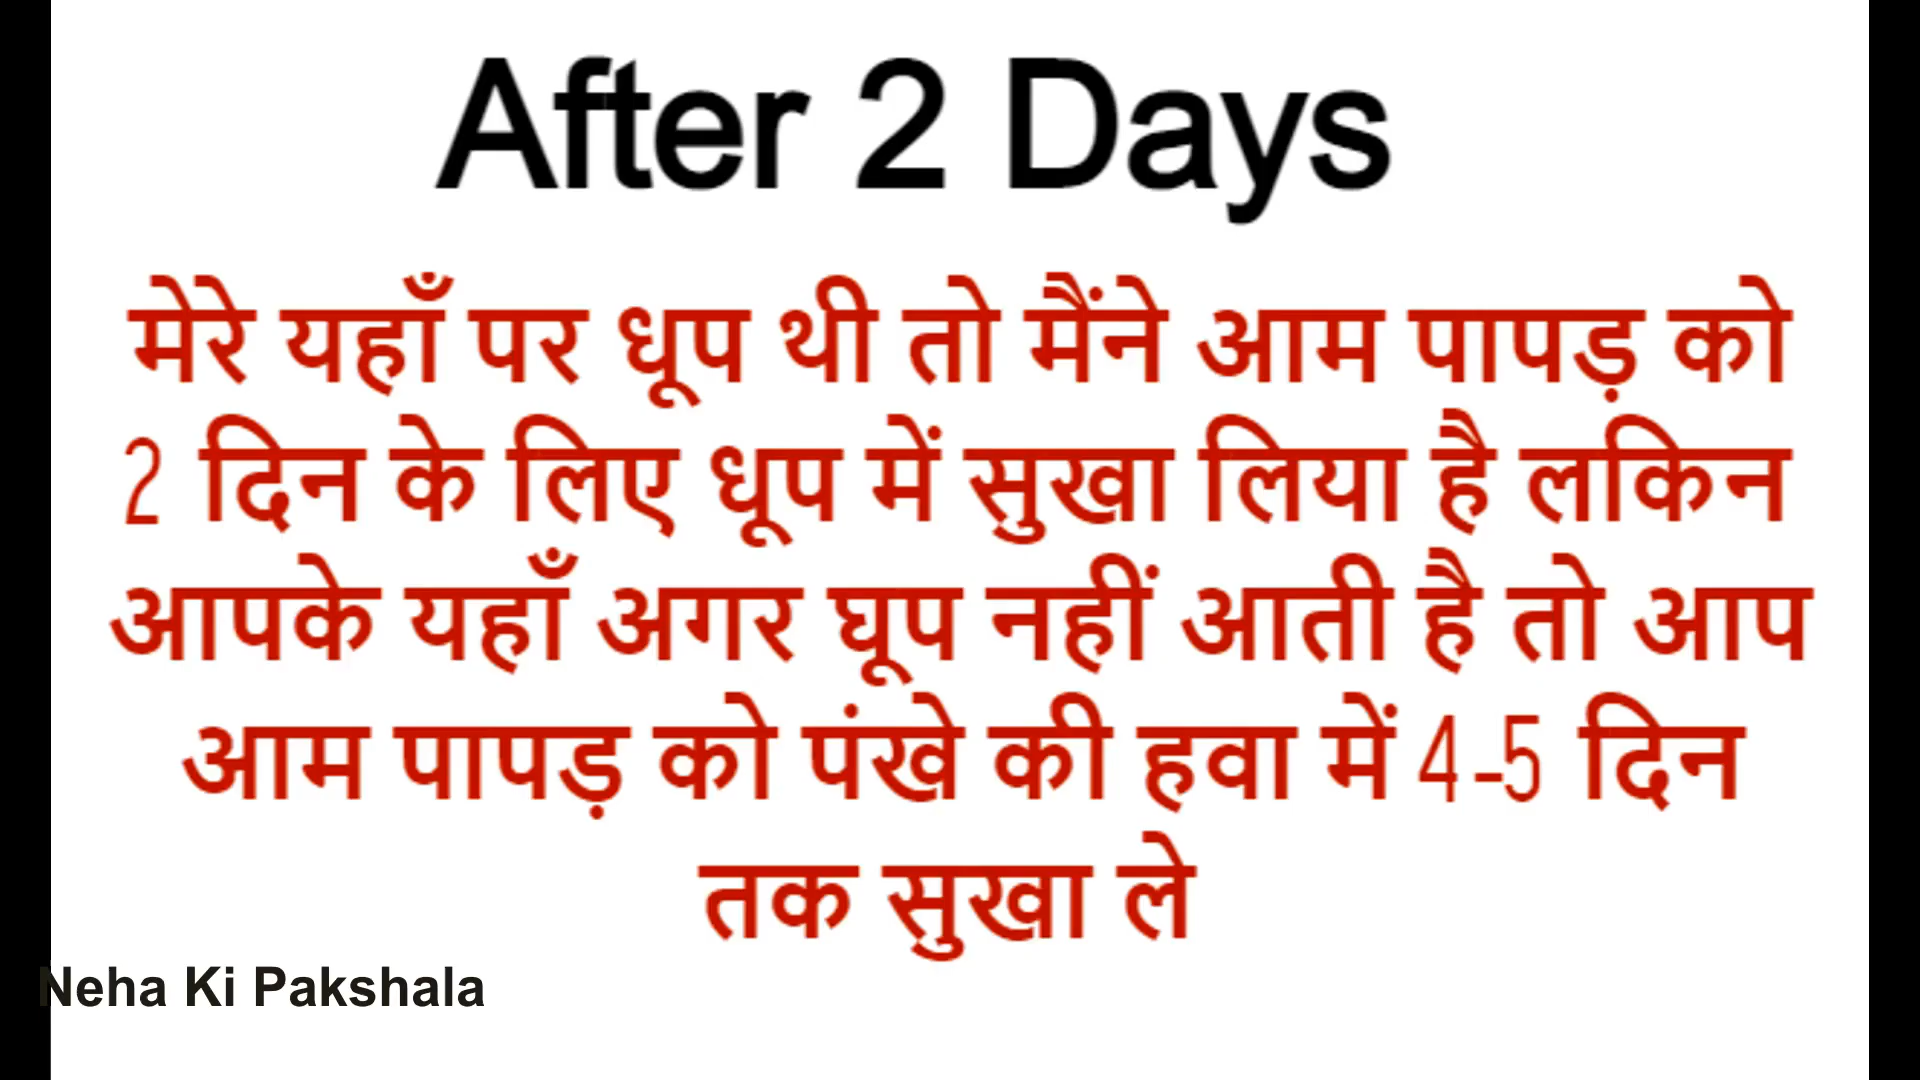 After 2 Days
मेरे यहाँ पर धूप थी तो मैंने आम पापड़ को
2 दिन के लिए धूप में सुखा लिया है लकिन
आपके यहाँ अगर घूप नहीं आती है तो आप
आम पापड़ को पंखे की हवा में 4-5 दिन
तक सुखा ले
Neha Ki Pakshala